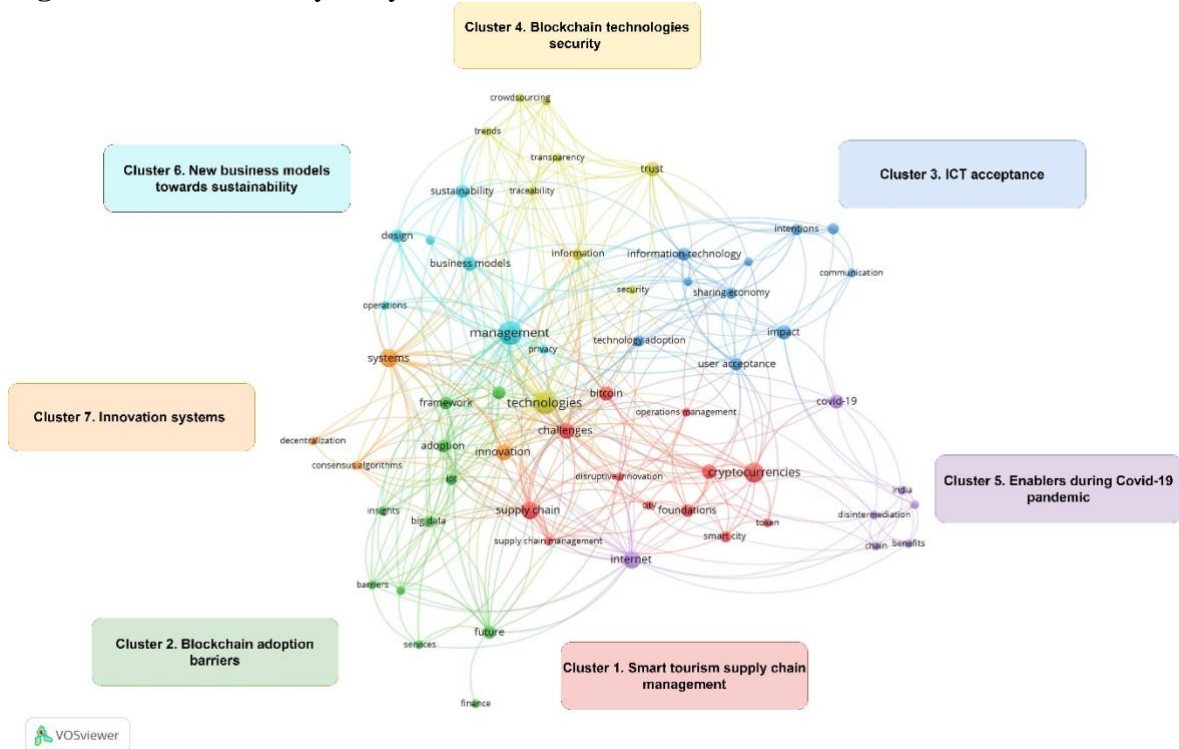 Cluster 4. Blockchain technologies
security
crowdsourcing
trends
transparency
trust
Cluster 6. New business models
towards sustainability
Cluster 3. ICT acceptance
sustainability
traceability
design
intentions
business models
information
information-technology
communication
security
sharing economy
operations
management
impact
privacy
technology adoption
systems
user acceptance
bitcoin
framework
technologies
covid-19
operations management
Cluster 7. Innovation systems
challenges
decentralization
adoption
innovation
consensus algorithms
cryptocurrencies
iot
disruptive innovation
Cluster 5. Enablers during Covid-19
pandemic
india
city
insights
supply chain
foundations
disintermediation
big data
token
supply chain management
smart city
chain
benefits
internet
barriers
Cluster 2. Blockchain adoption
barriers
future
services
Cluster 1. Smart tourism supply chain
management
finance
VOSviewer